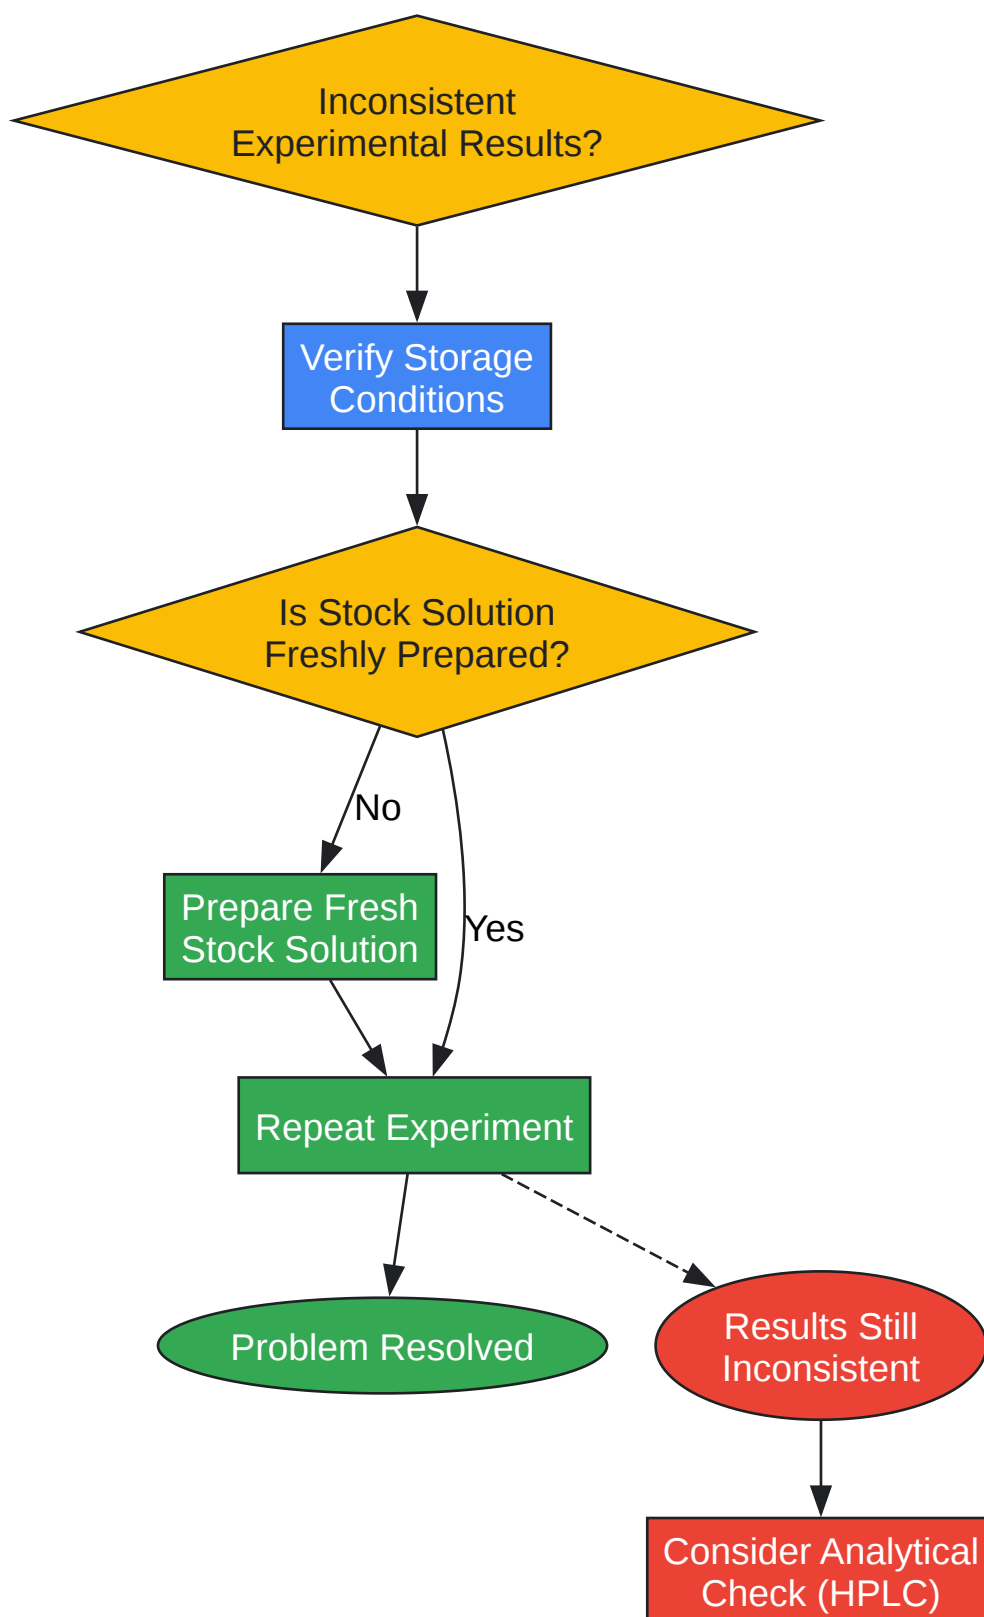 Inconsistent
Experimental Results?
Verify Storage
Conditions
Is Stock Solution
Freshly Prepared?
No
Prepare Fresh
Stock Solution
Yes
Repeat Experiment
Problem Resolved
Results Still
Inconsistent
Consider Analytical
Check (HPLC)